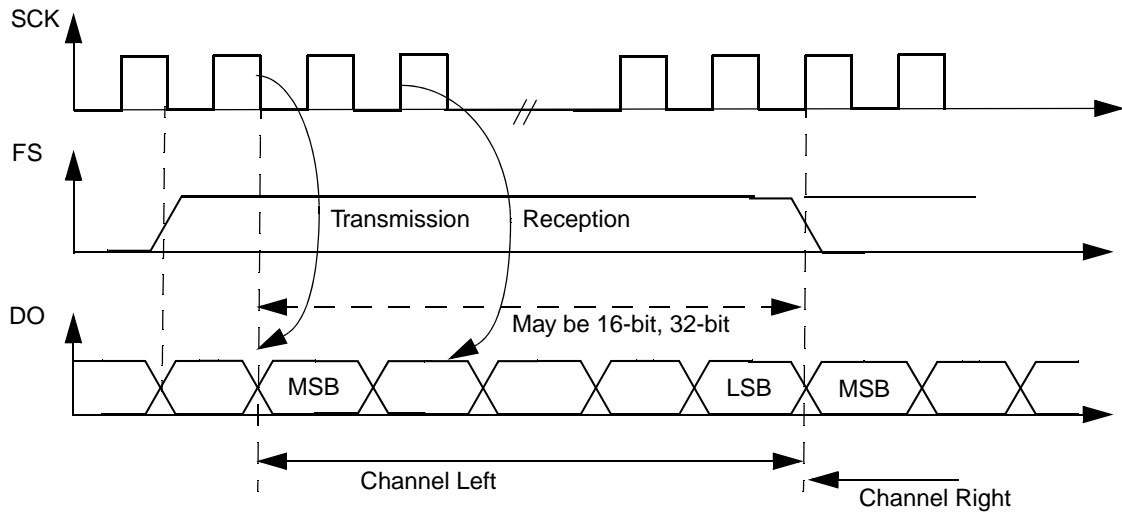 SCK
FS
Transmission
Reception
DO
May be 16-bit, 32-bit
MSB
LSB
MSB
Channel Left
Channel Right